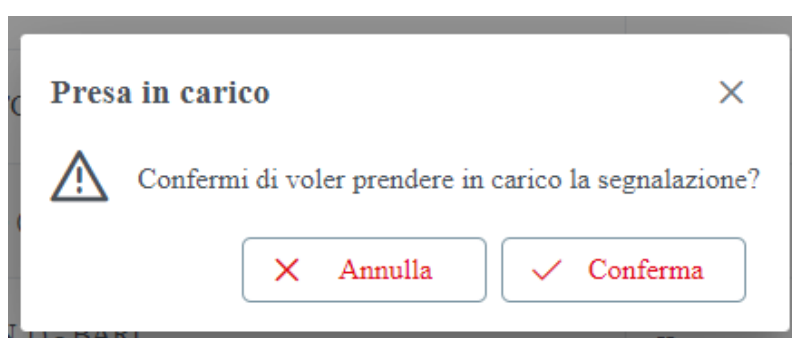 Presa in carico
Confermi di voler prendere in carico la segnalazione?
Annulla
Conferma